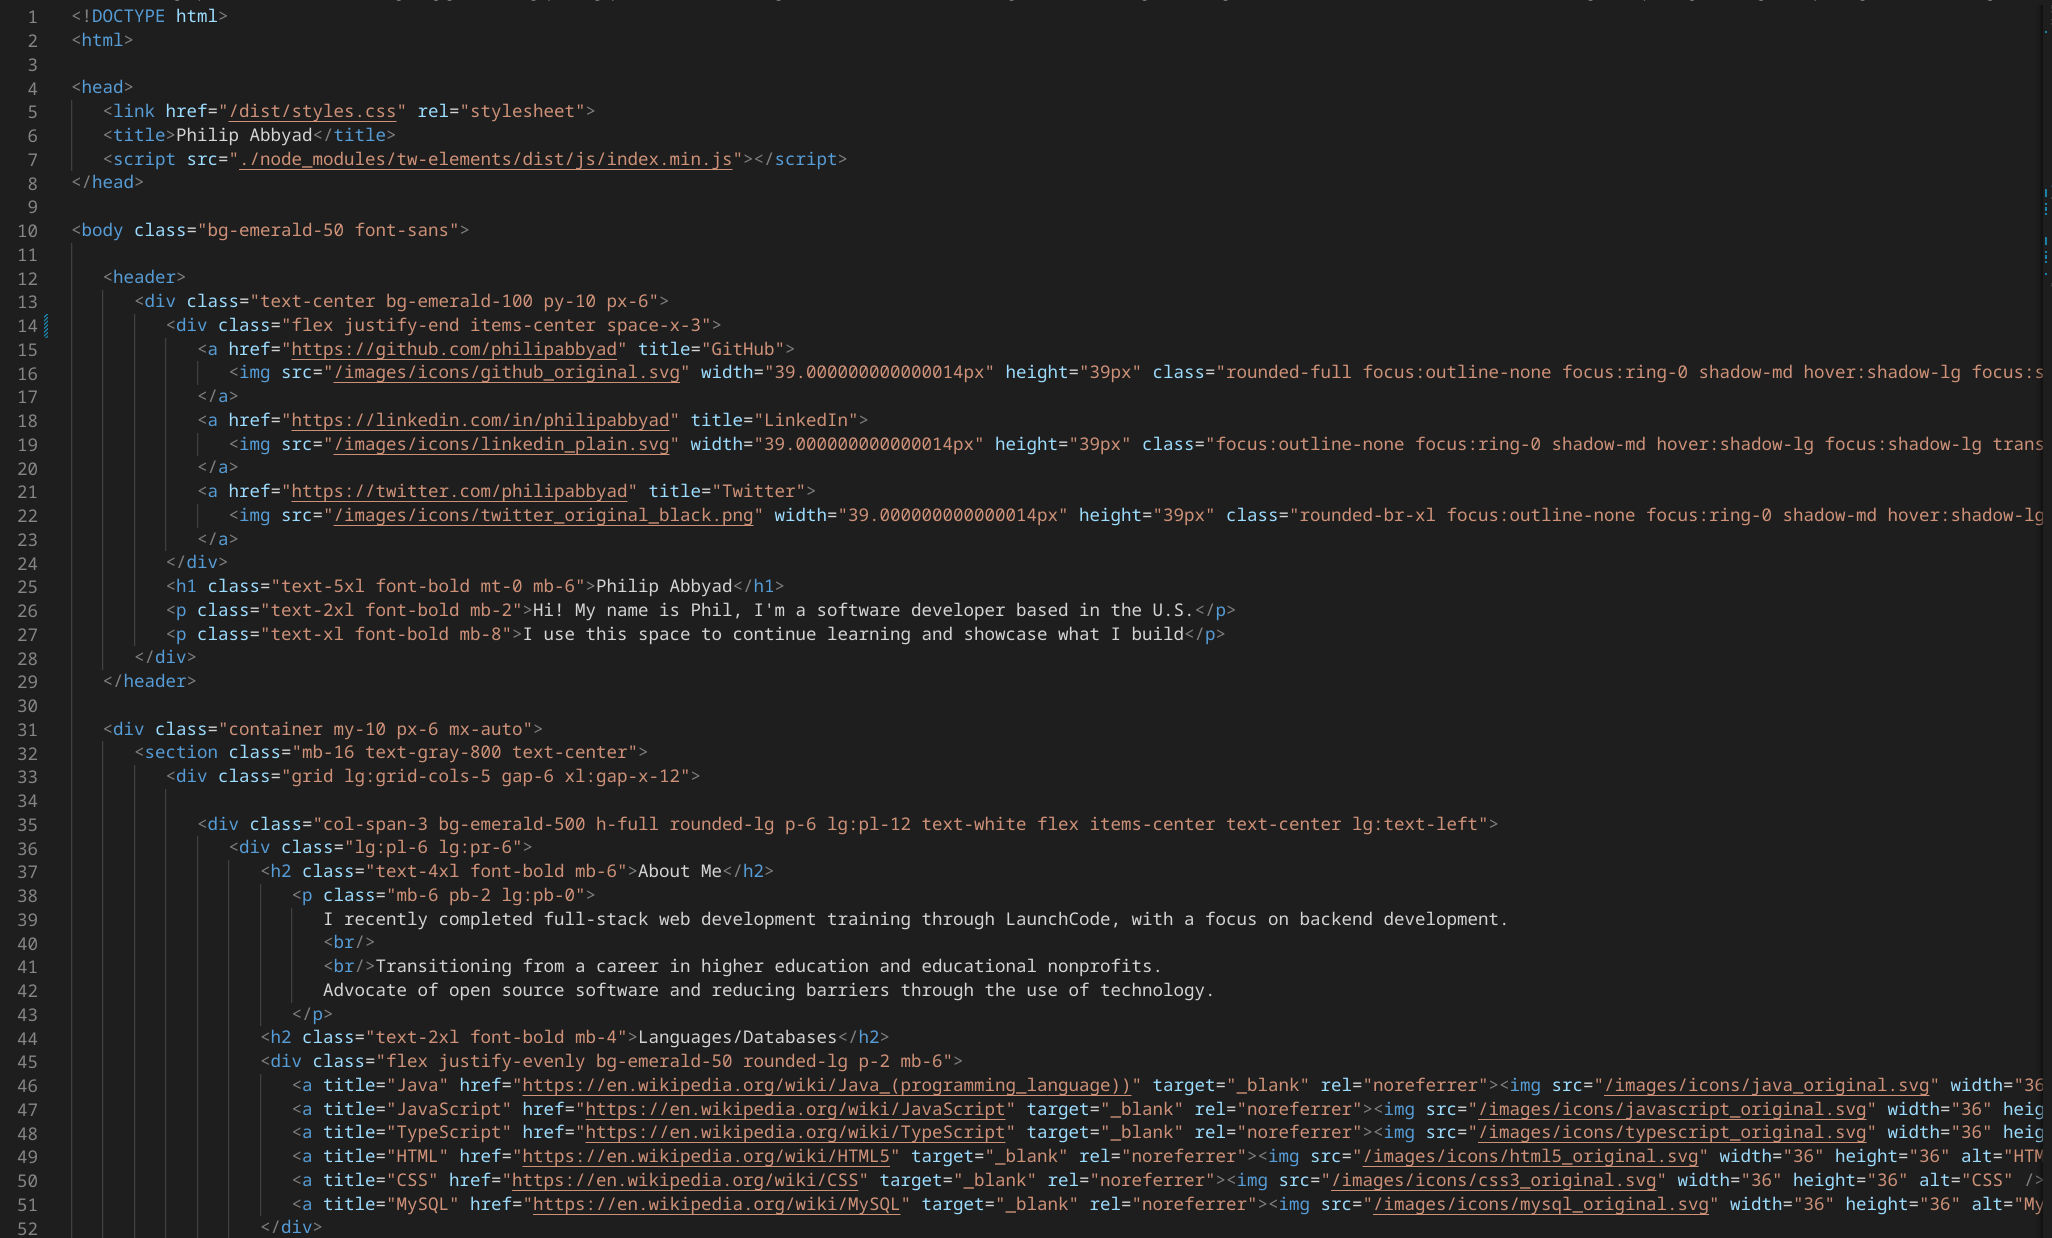 1 <!DOCTYPE html>
2 <html>
3
4 <head>
5 <link href="/dist/styles.css" rel="stylesheet">
6 <title>Philip Abbyad</title>
7 <script src="./node_modules/tw-elements/dist/js/index.min.js"></script>
8 </head>
9
10 <body class="bg-emerald-50 font-sans">
11
12 <header>
13 <div class="text-center bg-emerald-100 py-10 px-6">
14 <div class="flex justify-end items-center space-x-3">
15 <a href="https://github.com/philipabbyad" title="GitHub">
16 <img src="/images/icons/github_original.svg" width="39.000000000000014px" height="39px" class="rounded-full focus:outline-none focus:ring-0 shadow-md hover:shadow-lg focus:s
17 </a>
18 <a href="https://linkedin.com/in/philipabbyad" title="LinkedIn">
19 <img src="/images/icons/linkedin_plain.svg" width="39.000000000000014px" height="39px" class="focus:outline-none focus:ring-0 shadow-md hover:shadow-lg focus:shadow-lg trans
20 </a>
21 <a href="https://twitter.com/philipabbyad" title="Twitter">
22 <img src="/images/icons/twitter_original_black.png" width="39.000000000000014px" height="39px" class="rounded-br-xl focus:outline-none focus:ring-0 shadow-md hover:shadow-lg
23 </a>
24 </div>
25 <h1 class="text-5xl font-bold mt-0 mb-6">Philip Abbyad</h1>
26 <p class="text-2xl font-bold mb-2">Hi! My name is Phil, I'm a software developer based in the U.S.</p>
27 <p class="text-xl font-bold mb-8">I use this space to continue learning and showcase what I build</p>
28 </div>
29 </header>
30
31 <div class="container my-10 px-6 mx-auto">
32 <section class="mb-16 text-gray-800 text-center">
33 <div class="grid lg:grid-cols-5 gap-6 xl:gap-x-12">
34
35 <div class="col-span-3 bg-emerald-500 h-full rounded-lg p-6 lg:pl-12 text-white flex items-center text-center lg:text-left">
36 <div class="lg:pl-6 lg:pr-6">
37 <h2 class="text-4xl font-bold mb-6">About Me</h2>
38 <p class="mb-6 pb-2 lg:pb-0">
39 I recently completed full-stack web development training through LaunchCode, with a focus on backend development.
40 <br/>
41 <br/>Transitioning from a career in higher education and educational nonprofits.
42 Advocate of open source software and reducing barriers through the use of technology.
43 </p>
44 <h2 class="text-2xl font-bold mb-4">Languages/Databases</h2>
45 <div class="flex justify-evenly bg-emerald-50 rounded-lg p-2 mb-6">
46 <a title="Java" href="https://en.wikipedia.org/wiki/Java_(programming_language))" target="_blank" rel="noreferrer"><img src="/images/icons/java_original.svg" width="36
47 <a title="JavaScript" href="https://en.wikipedia.org/wiki/JavaScript" target="_blank" rel="noreferrer"><img src="/images/icons/javascript_original.svg" width="36" heig
48 <a title="TypeScript" href="https://en.wikipedia.org/wiki/TypeScript" target="_blank" rel="noreferrer"><img src="/images/icons/typescript_original.svg" width="36" heig
49 <a title="HTML" href="https://en.wikipedia.org/wiki/HTML5" target="_blank" rel="noreferrer"><img src="/images/icons/html5_original.svg" width="36" height="36" alt="HTM
50 <a title="CSS" href="https://en.wikipedia.org/wiki/CSS" target="_blank" rel="noreferrer"><img src="/images/icons/css3_original.svg" width="36" height="36" alt="CSS" />
51 <a title="MySQL" href="https://en.wikipedia.org/wiki/MySQL" target="_blank" rel="noreferrer"><img src="/images/icons/mysql_original.svg" width="36" height="36" alt="My
52 </div>